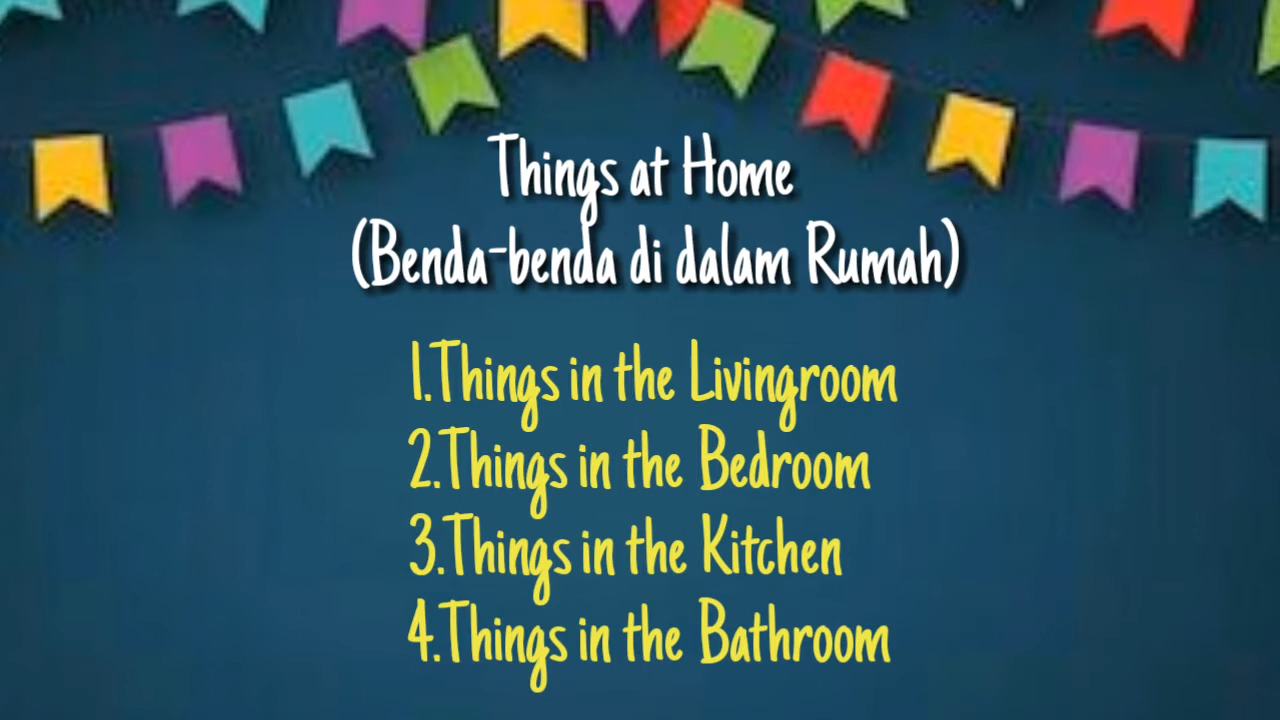 Things at Home
(Benda-benda di dalam Rumah)
1.Things in the Livingroom
2.Things in the Bedroom
3.Things in the Kitchen
4.Things in the Bathroom